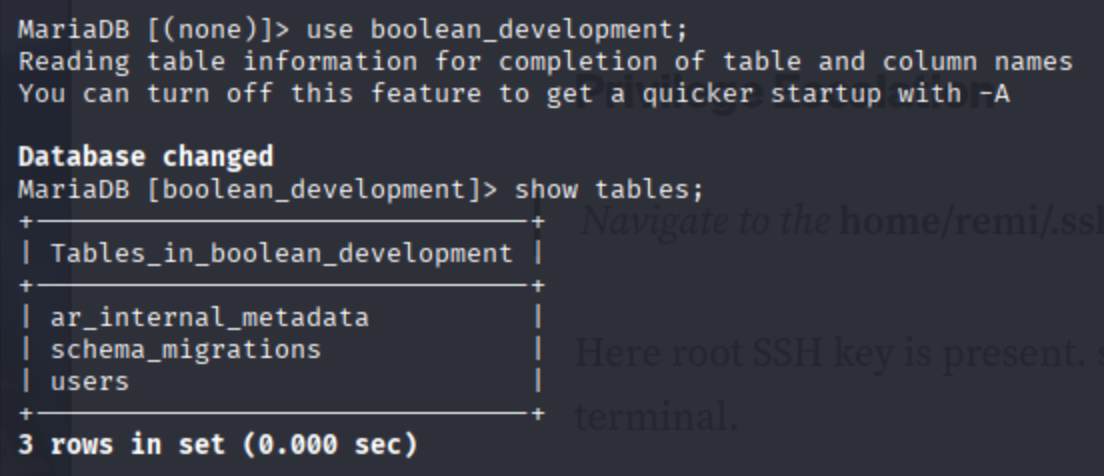 MariaDB [(none)]> use boolean_development;
Reading table information for completion of table and column names
You can turn off this feature to get a quicker startup with -A
Privilege Escalation
Database changed
MariaDB [boolean_development]> show tables;
Navigate to the home/remi/.ssh
| Tables_in_boolean_development |
| ar_internal_metadata |
| schema_migrations |
| users |
Here root SSH key is present.
terminal.
3 rows in set (0.000 sec)